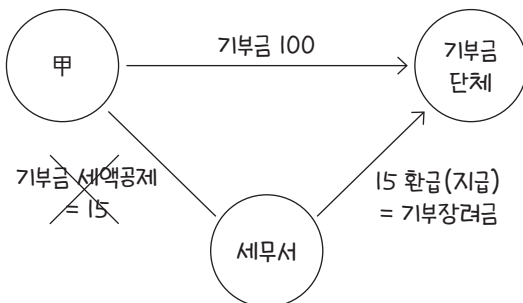 기부금 100
甲
기부금
단체
기부금 세액공제
= 15
15 환급(지급)
= 기부장려금
세무서